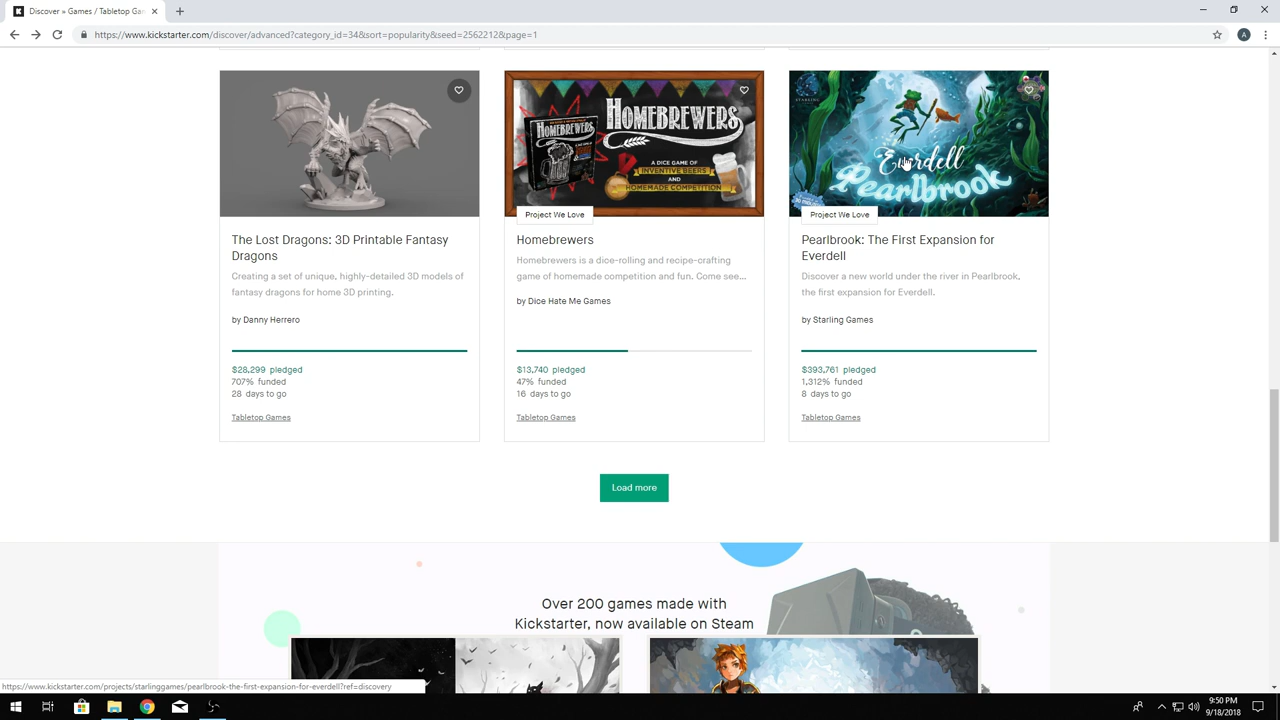 Discover » Games / Tabletop Gam
https://www.kickstarter.com/discover/advanced?category_id=34&sort=popularity&seed=2562212&page=1
A
HOMEBREWERS
HOMEBREWERS
A DICE GAME OF
INVENTIVE BEERS
AND
HOMEMADE COMPETITION
STARLING
Everdell
Pearlbrook
Project We Love
Project We Love
The Lost Dragons: 3D Printable Fantasy
Dragons
Creating a set of unique, highly-detailed 3D models of
fantasy dragons for home 3D printing.
by Danny Herrero
$28,299 pledged
707% funded
28 days to go
Tabletop Games
Homebrewers
Homebrewers is a dice-rolling and recipe-crafting
game of homemade competition and fun. Come see...
by Dice Hate Me Games
$13,740 pledged
47% funded
16 days to go
Tabletop Games
Pearlbrook: The First Expansion for
Everdell
Discover a new world under the river in Pearlbrook,
the first expansion for Everdell.
by Starling Games
$393,761 pledged
1,312% funded
8 days to go
Tabletop Games
Load more
Over 200 games made with
Kickstarter, now available on Steam
https://www.kickstarter.com/projects/starlinggames/pearlbrook-the-first-expansion-for-everdell?ref=discovery
9:50 PM
9/18/2018